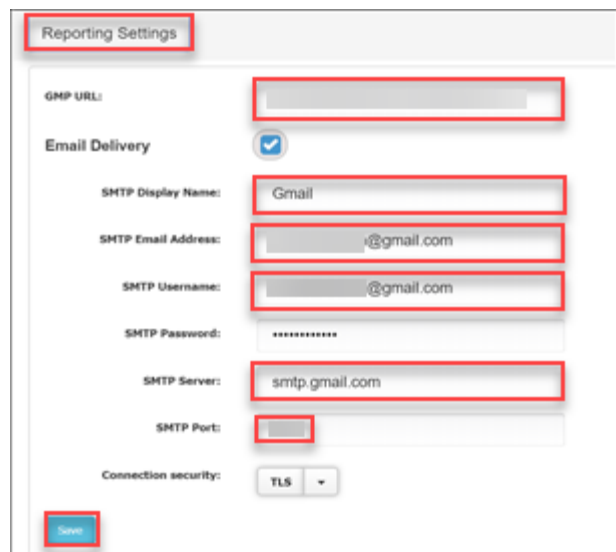 Reporting Settings
GMP URL:
Email Delivery
SMTP Display Name: Gmail
SMTP Email Address: @gmail.com
SMTP Username: @gmail.com
SMTP Password: ••••••••••••
SMTP Server: smtp.gmail.com
SMTP Port:
Connection security: TLS
Save